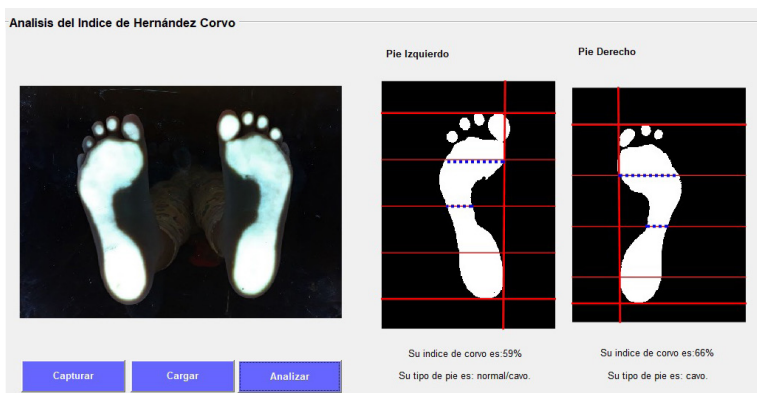 Analisis del Indice de Hernández Corvo
Pie Izquierdo
Pie Derecho
Su indice de corvo es:59%
Su tipo de pie es: normal/cavo.
Su indice de corvo es:66%
Su tipo de pie es: cavo.
Capturar
Cargar
Analizar